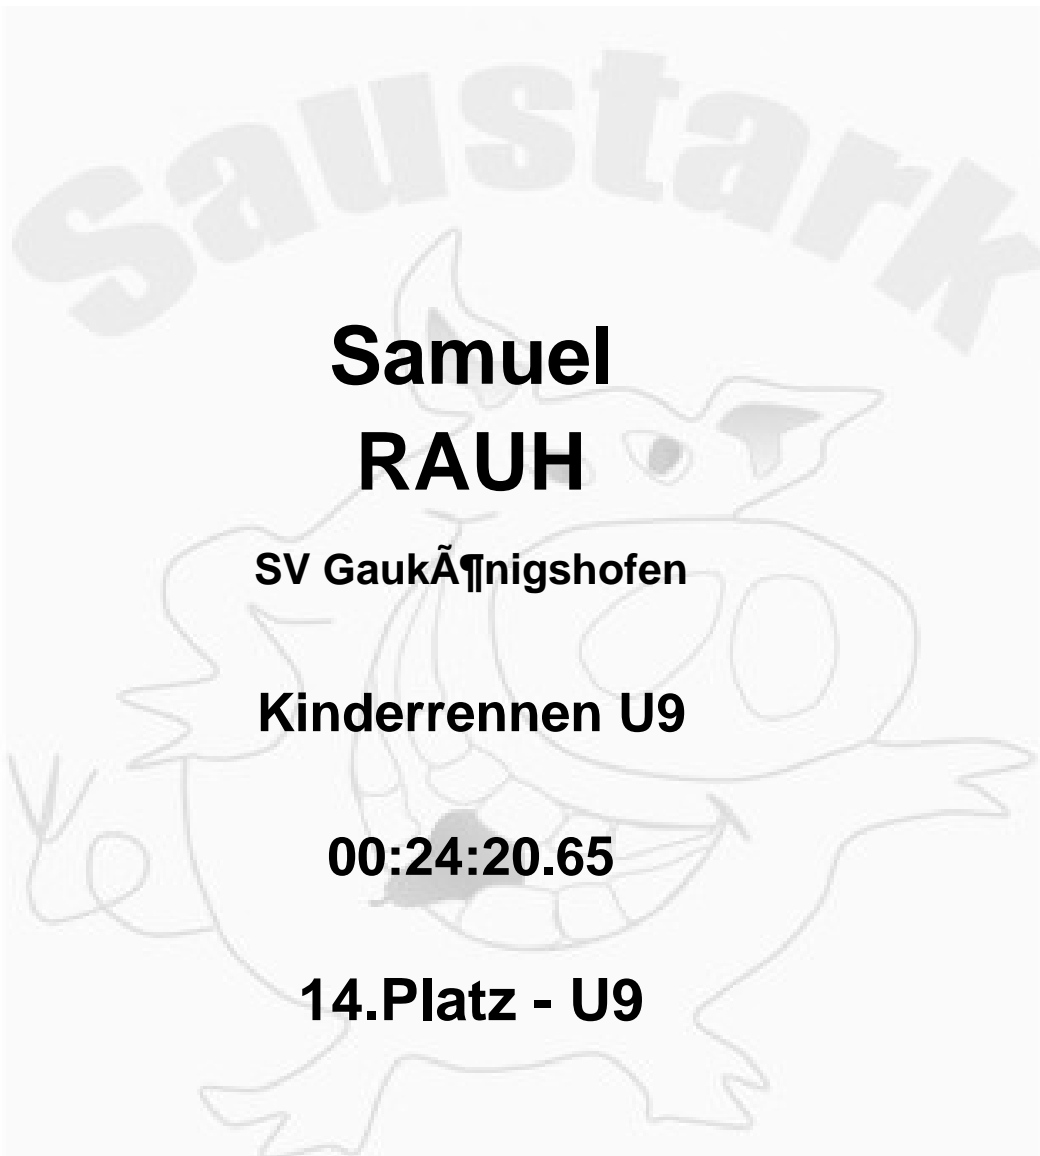 Saustark
Samuel
RAUH
SV GaukÃ¶nigshofen
Kinderrennen U9
00:24:20.65
14.Platz - U9